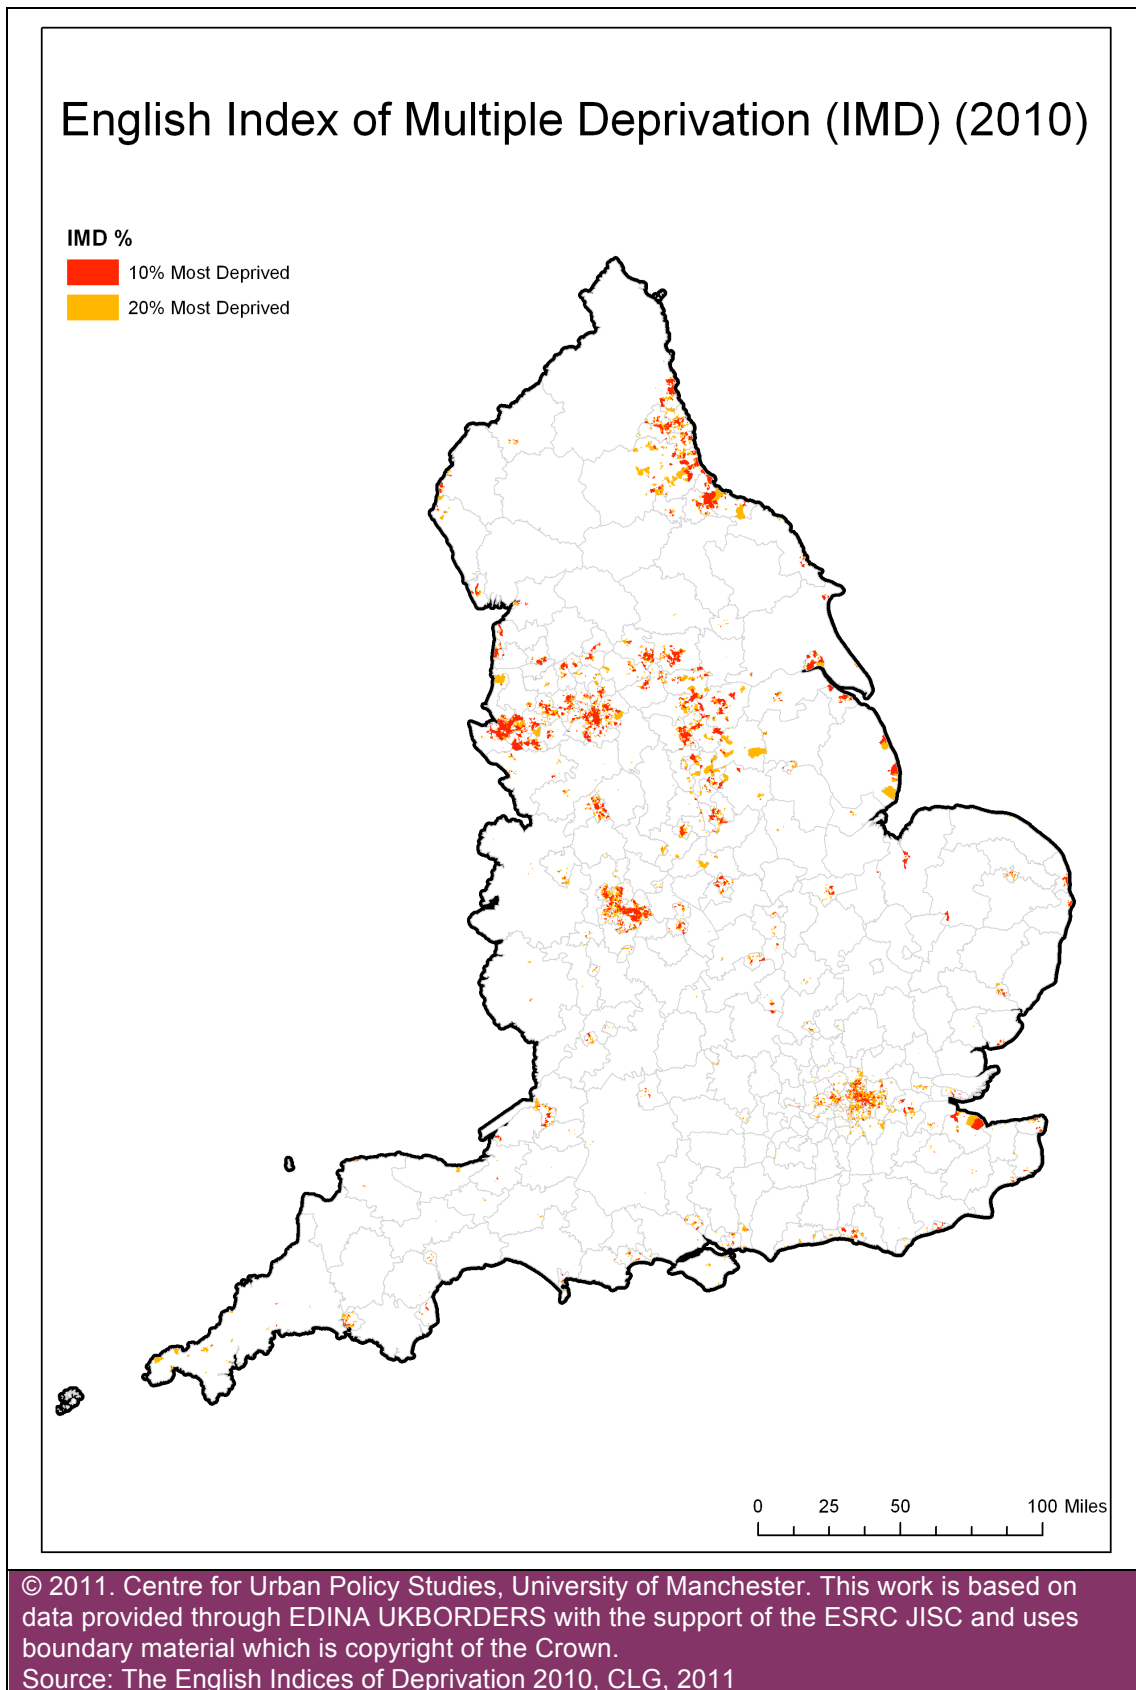 English Index of Multiple Deprivation (IMD) (2010)
IMD %
10% Most Deprived
20% Most Deprived
0 25 50 100 Miles
© 2011. Centre for Urban Policy Studies, University of Manchester. This work is based on
data provided through EDINA UKBORDERS with the support of the ESRC JISC and uses
boundary material which is copyright of the Crown.
Source: The English Indices of Deprivation 2010, CLG, 2011